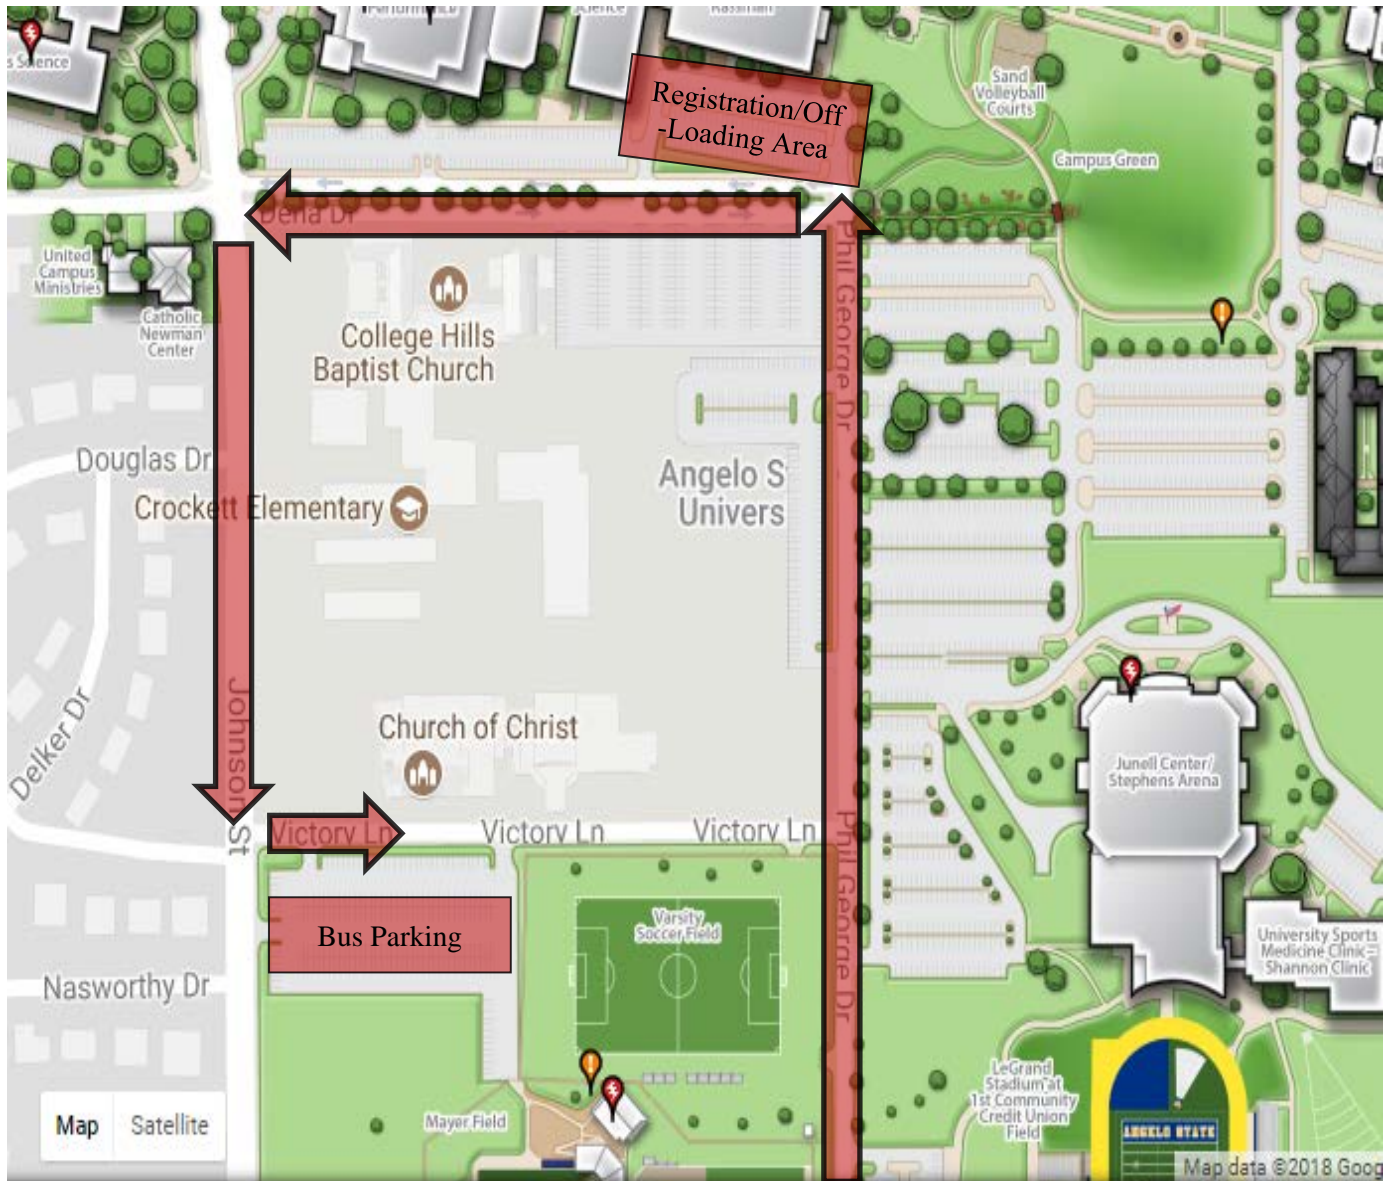 Science
Rassman
s Science
Registration/Off
-Loading Area
Sand
Volleyball
Courts
Campus Green
Dena Dr
Phil George Dr
United
Campus
Ministries
Catholic
Newman
Center
College Hills
Baptist Church
Douglas Dr
Crockett Elementary
Angelo S
Univers
Delker Dr
Johnson St
Church of Christ
Junell Center/
Stephens Arena
Victory Ln
Victory Ln
Victory Ln
Phil George Dr
Bus Parking
Varsity
Soccer Field
University Sports
Medicine Clinic–
Shannon Clinic
Nasworthy Dr
LeGrand
Stadium at
1st Community
Credit Union
Field
Mayer Field
Map Satellite
ANGELO STATE
Map data ©2018 Goog